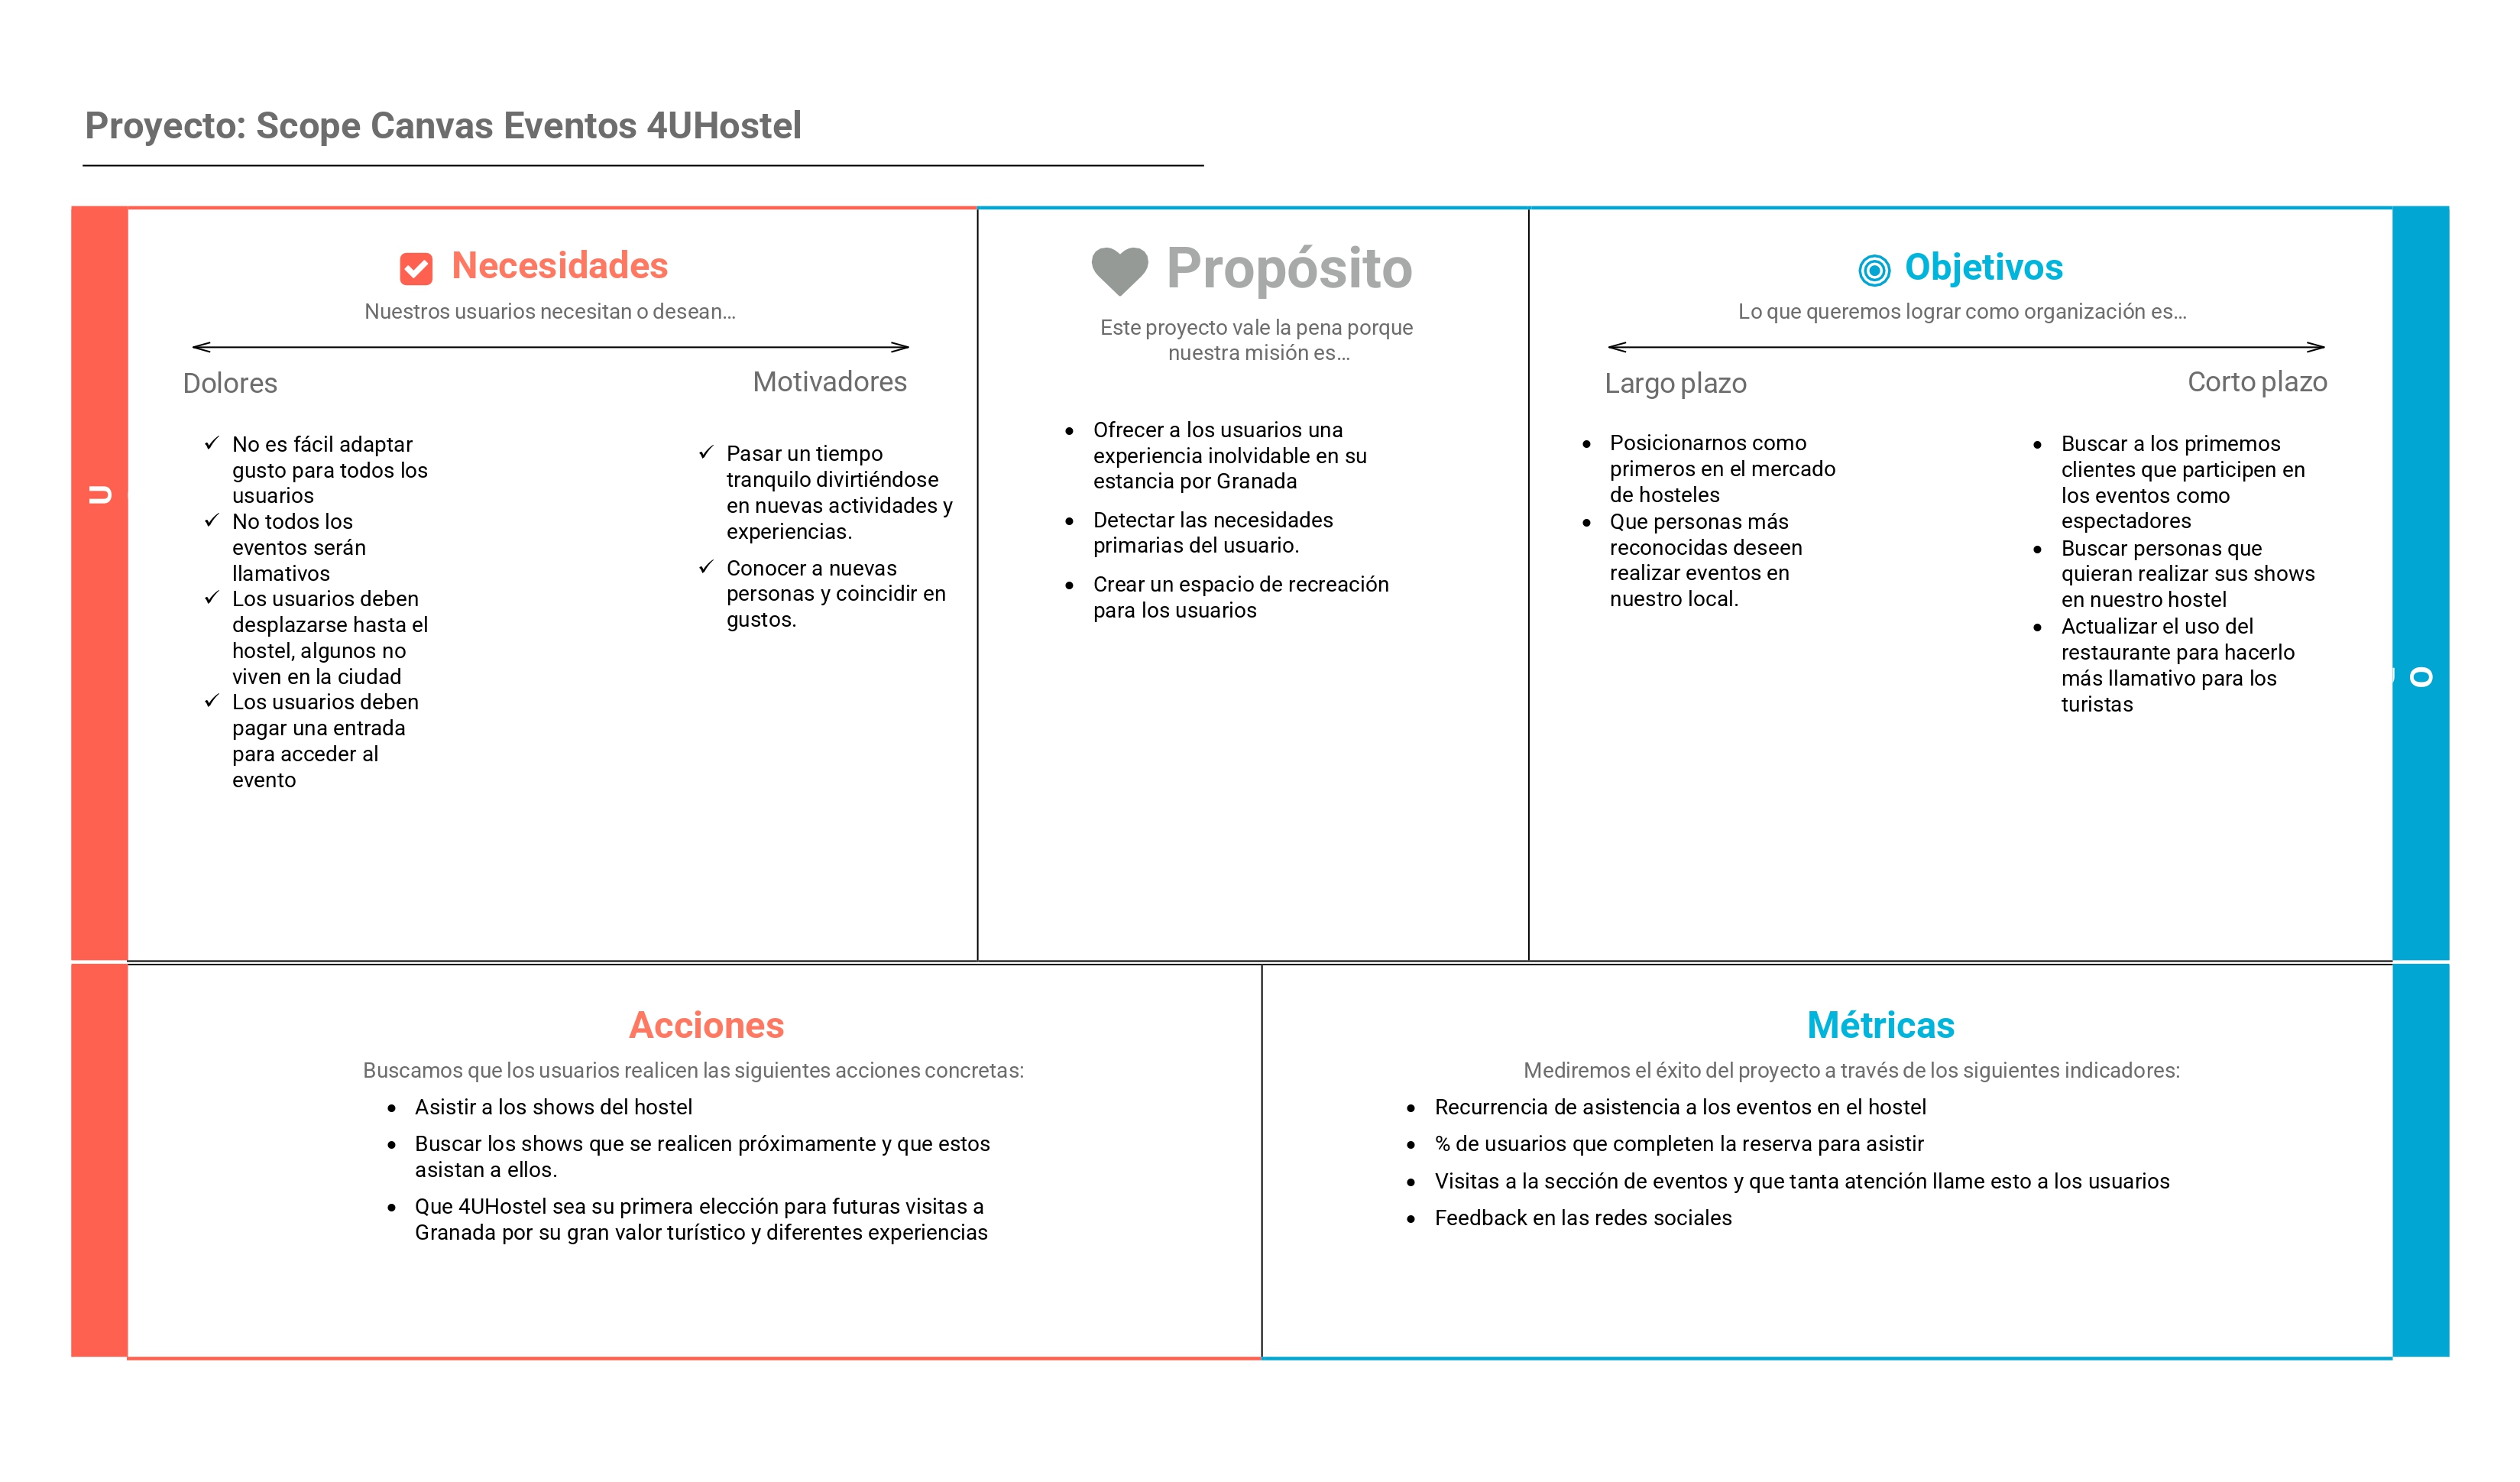 Proyecto: Scope Canvas Eventos 4UHostel
U
Necesidades
Nuestros usuarios necesitan o desean...
Dolores
Motivadores
No es fácil adaptar
gusto para todos los
usuarios
No todos los
eventos serán
llamativos
Los usuarios deben
desplazarse hasta el
hostel, algunos no
viven en la ciudad
Los usuarios deben
pagar una entrada
para acceder al
evento
Pasar un tiempo
tranquilo divirtiéndose
en nuevas actividades y
experiencias.
Conocer a nuevas
personas y coincidir en
gustos.
Propósito
Este proyecto vale la pena porque
nuestra misión es...
Ofrecer a los usuarios una
experiencia inolvidable en su
estancia por Granada
Detectar las necesidades
primarias del usuario.
Crear un espacio de recreación
para los usuarios
Objetivos
Lo que queremos lograr como organización es...
Largo plazo
Corto plazo
Posicionarnos como
primeros en el mercado
de hosteles
Que personas más
reconocidas deseen
realizar eventos en
nuestro local.
Buscar a los primemos
clientes que participen en
los eventos como
espectadores
Buscar personas que
quieran realizar sus shows
en nuestro hostel
Actualizar el uso del
restaurante para hacerlo
más llamativo para los
turistas
O
Acciones
Buscamos que los usuarios realicen las siguientes acciones concretas:
Asistir a los shows del hostel
Buscar los shows que se realicen próximamente y que estos
asistan a ellos.
Que 4UHostel sea su primera elección para futuras visitas a
Granada por su gran valor turístico y diferentes experiencias
Métricas
Mediremos el éxito del proyecto a través de los siguientes indicadores:
Recurrencia de asistencia a los eventos en el hostel
% de usuarios que completen la reserva para asistir
Visitas a la sección de eventos y que tanta atención llame esto a los usuarios
Feedback en las redes sociales